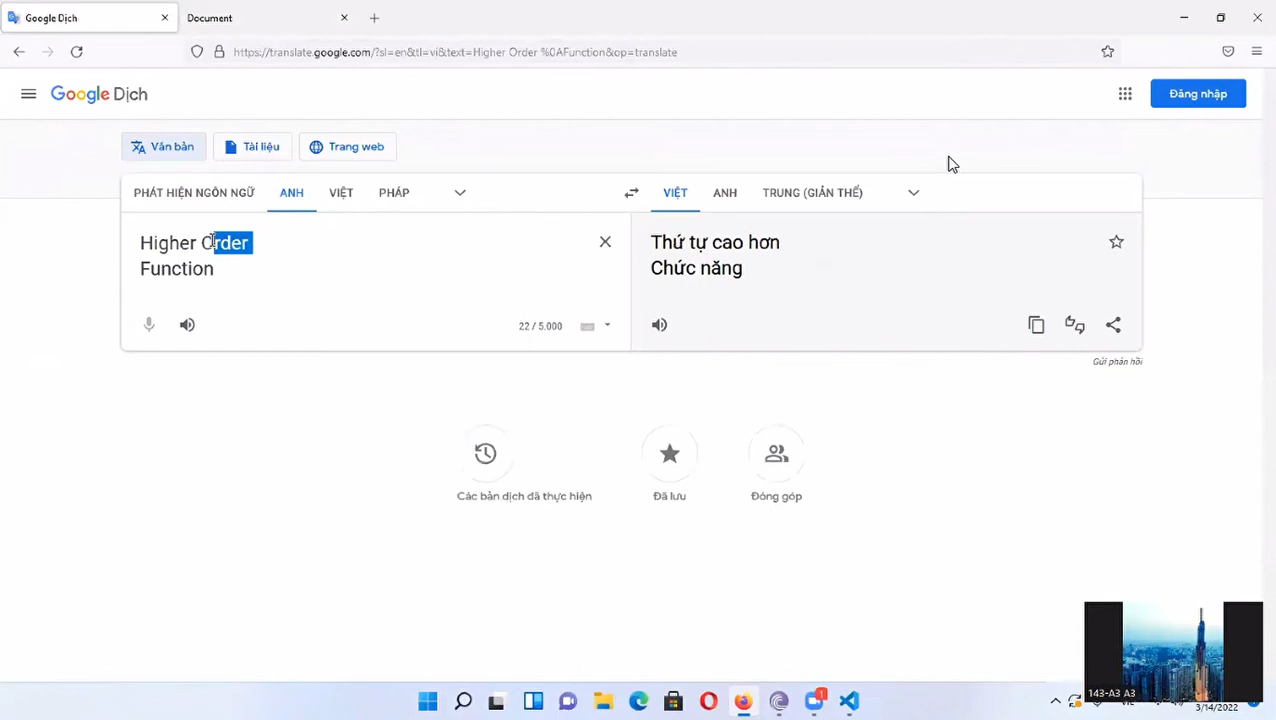 Google Dịch
Document
https://translate.google.com/?sl=en&tl=vi&text=Higher Order %0AFunction&op=translate
Google Dịch
Đăng nhập
Văn bản
Tài liệu
Trang web
PHÁT HIỆN NGÔN NGỮ
ANH
VIỆT
PHÁP
VIỆT
ANH
TRUNG (GIẢN THỂ)
Higher Order
Function
Thứ tự cao hơn
Chức năng
22 / 5.000
Gửi phản hồi
Các bản dịch đã thực hiện
Đã lưu
Đóng góp
143-A3 A3
1
VIE
3/14/2022